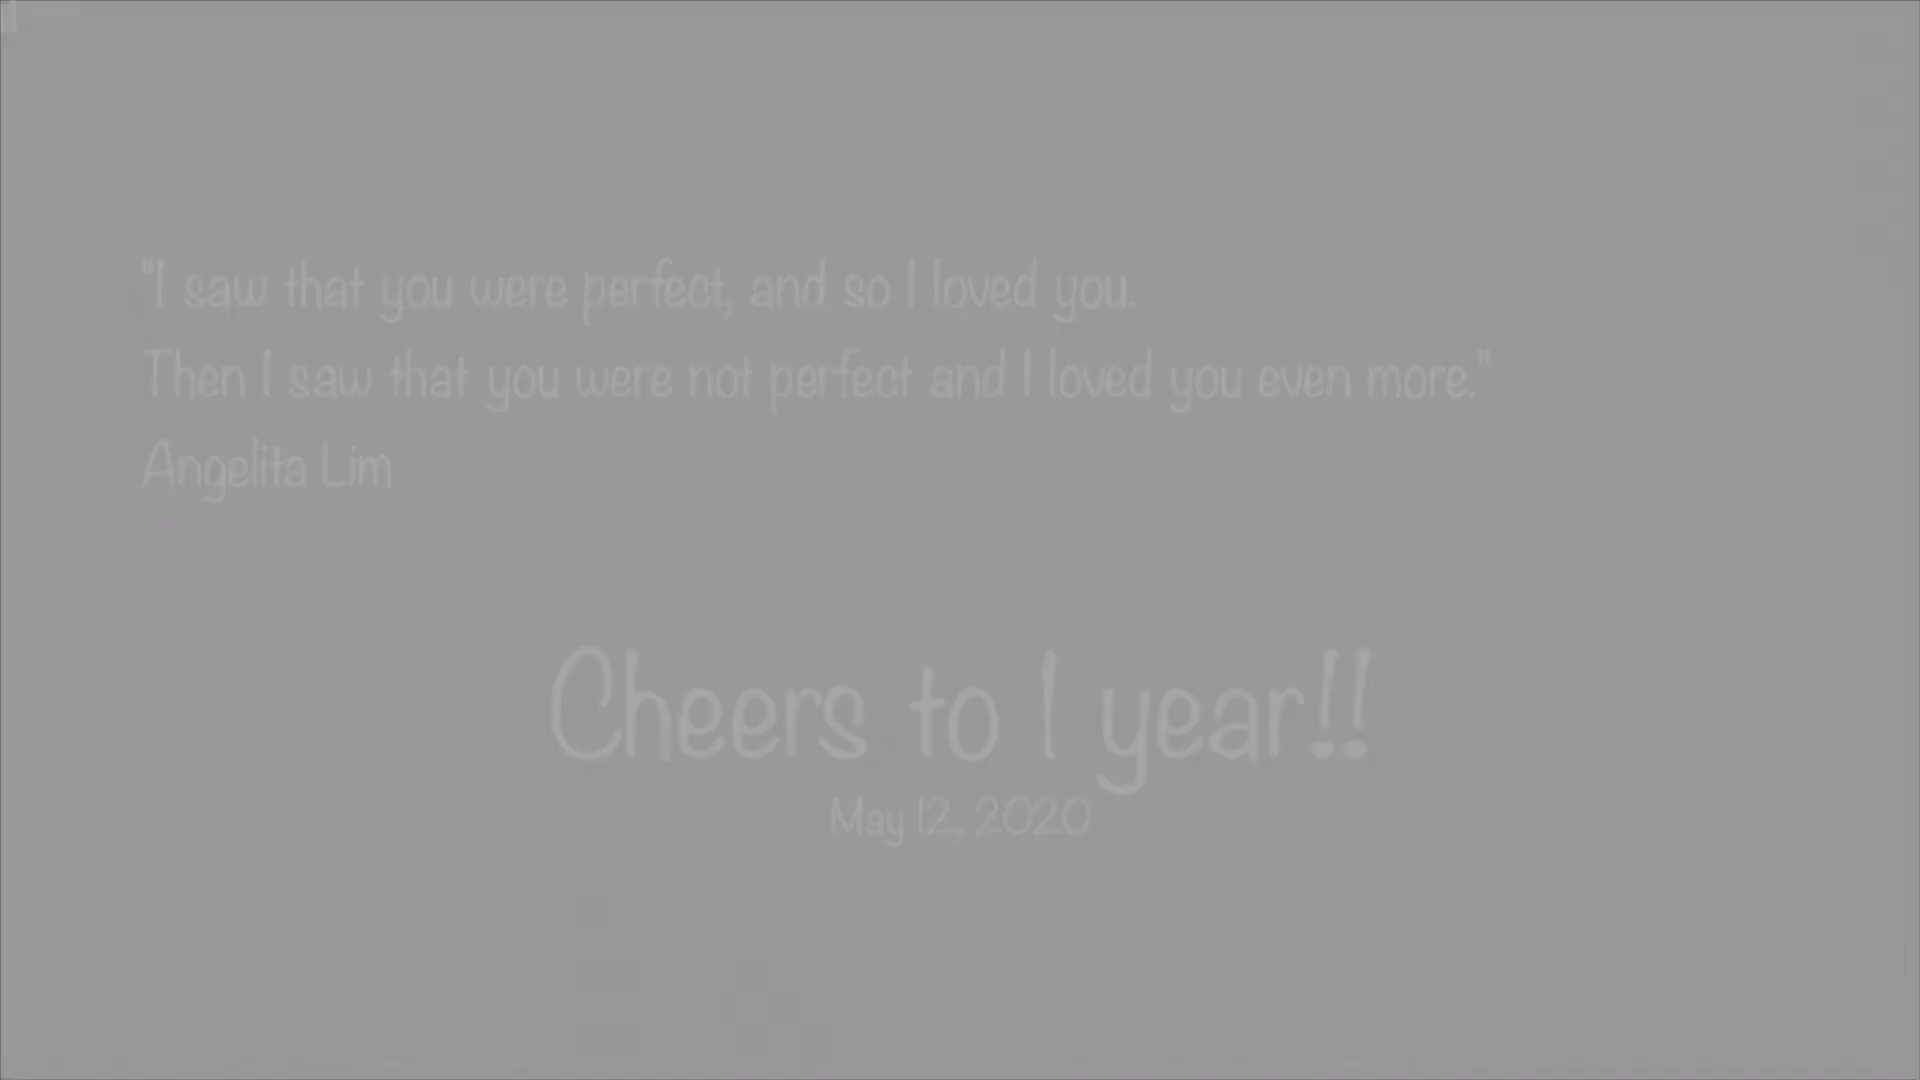 "I saw that you were perfect, and so I loved you.
Then I saw that you were not perfect and I loved you even more."
Angelita Lim
Cheers to 1 year!!
May 12, 2020